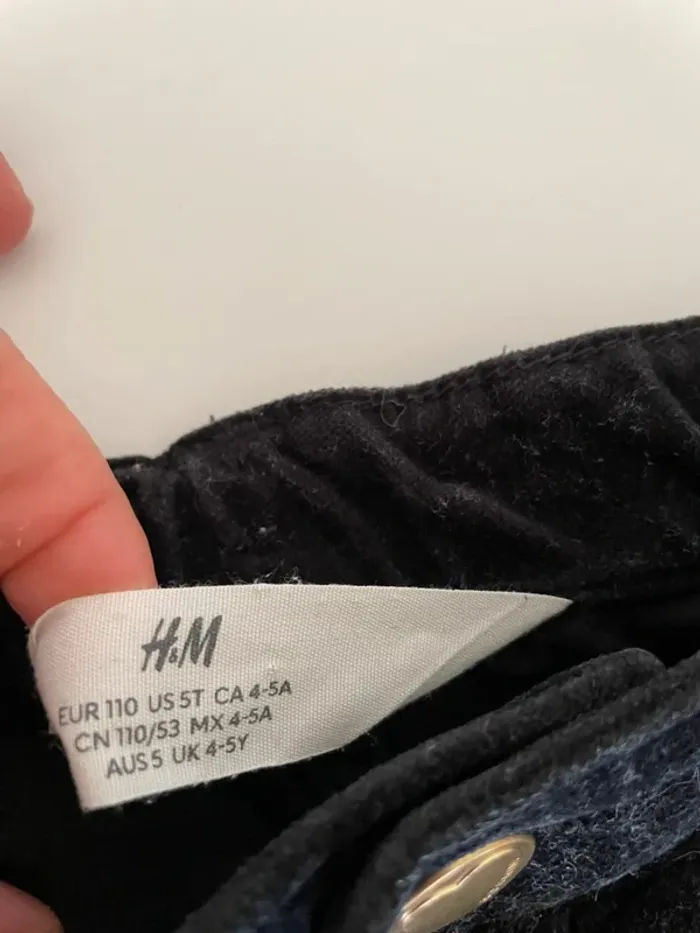 H&M
EUR 110 US 5T CA 4-5A
CN 110/53 MX 4-5A
AUS 5 UK 4-5Y